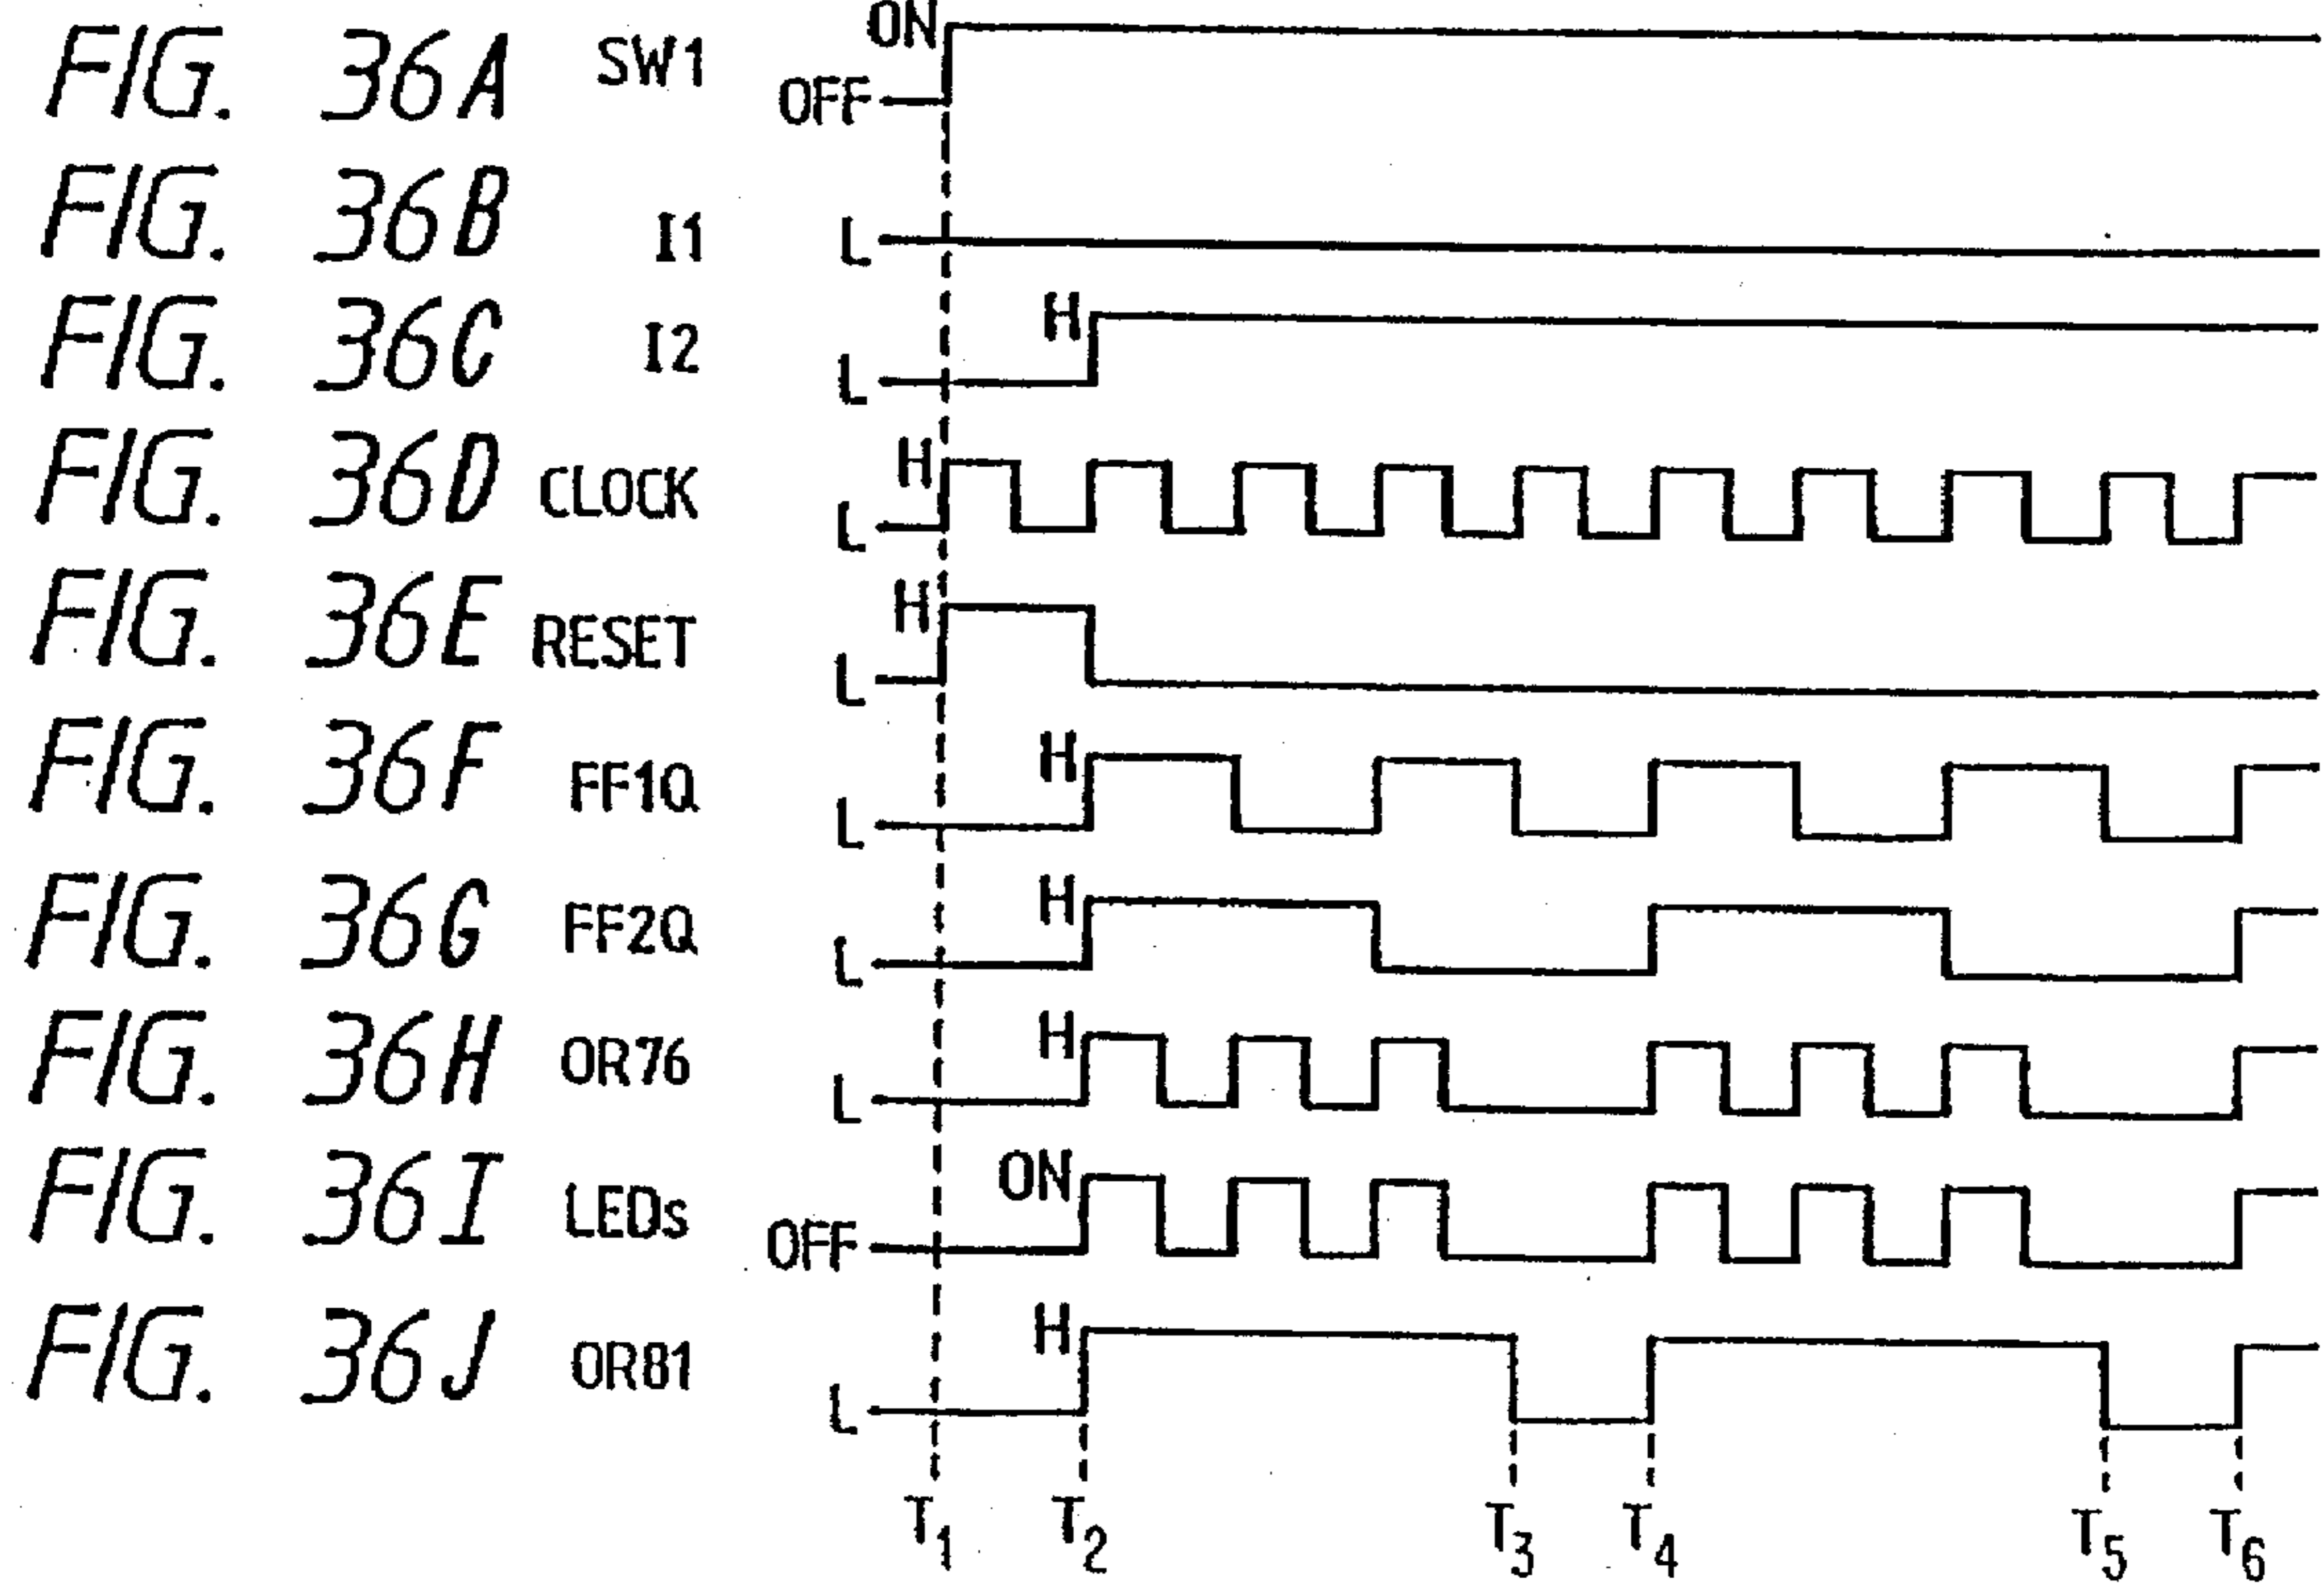 FIG. 36A SW1 ON
OFF
FIG. 36B I1 L
FIG. 36C I2 H
L
FIG. 36D CLOCK H
L
FIG. 36E RESET H
L
FIG. 36F FF1Q H
L
FIG. 36G FF2Q H
L
FIG. 36H OR76 H
L
FIG. 36I LEDs ON
OFF
FIG. 36J OR81 H
L
T1 T2 T3 T4 T5 T6